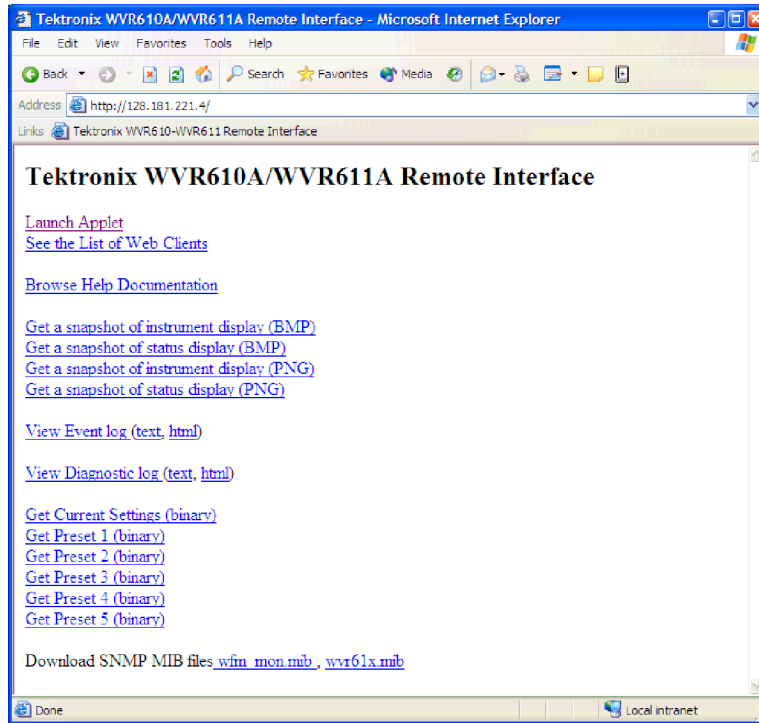 Tektronix WVR610A/WVR611A Remote Interface - Microsoft Internet Explorer
File Edit View Favorites Tools Help
Back Search Favorites Media
Address http://128.181.221.4/
Links Tektronix WVR610-WVR611 Remote Interface
Tektronix WVR610A/WVR611A Remote Interface
Launch Applet
See the List of Web Clients
Browse Help Documentation
Get a snapshot of instrument display (BMP)
Get a snapshot of status display (BMP)
Get a snapshot of instrument display (PNG)
Get a snapshot of status display (PNG)
View Event log (text, html)
View Diagnostic log (text, html)
Get Current Settings (binary)
Get Preset 1 (binary)
Get Preset 2 (binary)
Get Preset 3 (binary)
Get Preset 4 (binary)
Get Preset 5 (binary)
Download SNMP MIB files wfm_mon.mib , wvr61x.mib
Done Local intranet